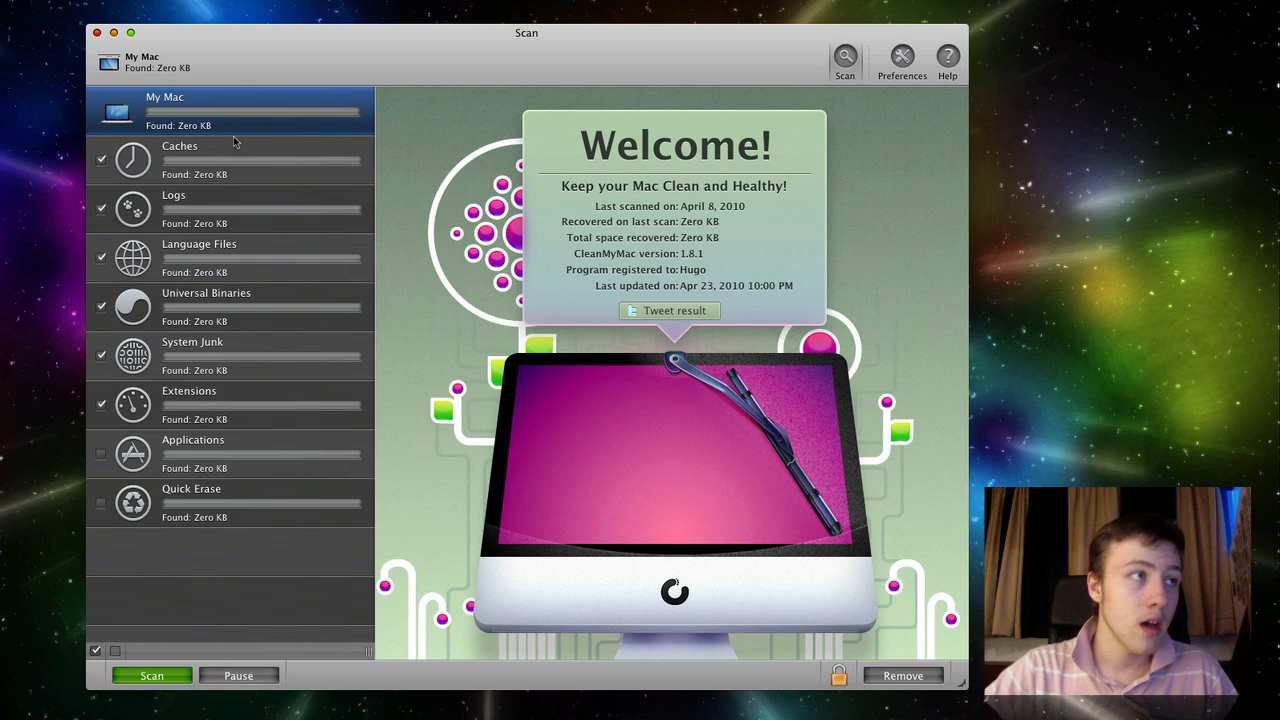 Scan
My Mac
Found: Zero KB
Scan
Preferences
Help
My Mac
Found: Zero KB
Caches
Found: Zero KB
Logs
Found: Zero KB
Language Files
Found: Zero KB
Universal Binaries
Found: Zero KB
System Junk
Found: Zero KB
Extensions
Found: Zero KB
Applications
Found: Zero KB
Quick Erase
Found: Zero KB
Welcome!
Keep your Mac Clean and Healthy!
Last scanned on: April 8, 2010
Recovered on last scan: Zero KB
Total space recovered: Zero KB
CleanMyMac version: 1.8.1
Program registered to: Hugo
Last updated on: Apr 23, 2010 10:00 PM
Tweet result
Scan
Pause
Remove